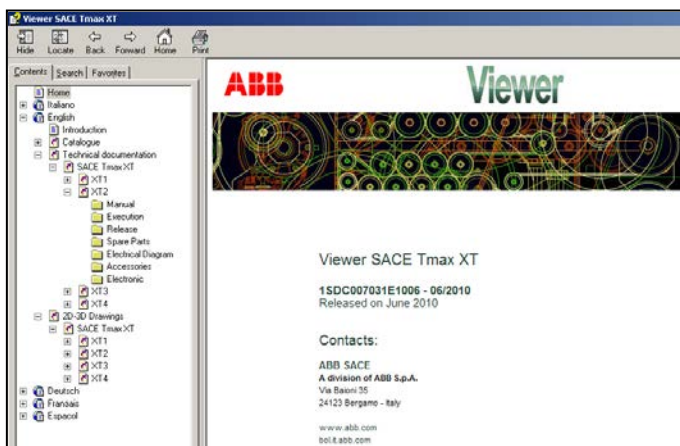 Viewer SACE Tmax XT
Hide Locate Back Forward Home Print
Contents Search Favorites
Home
Italiano
English
Introduction
Catalogue
Technical documentation
SACE Tmax XT
XT1
XT2
Manual
Execution
Release
Spare Parts
Electrical Diagram
Accessories
Electronic
XT3
XT4
2D-3D Drawings
SACE Tmax XT
XT1
XT2
XT3
XT4
Deutsch
Fransais
Espacol
ABB
Viewer
Viewer SACE Tmax XT
1SDC007031E1006 - 06/2010
Released on June 2010
Contacts:
ABB SACE
A division of ABB S.p.A.
Via Baioni 35
24123 Bergamo - Italy
www.abb.com
bol.it.abb.com